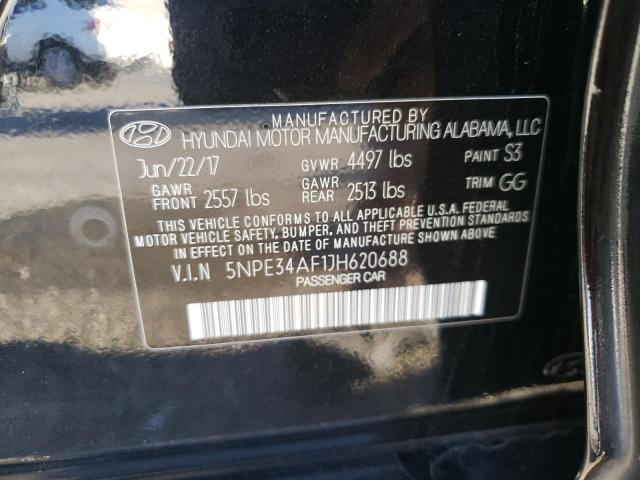 MANUFACTURED BY
HYUNDAI MOTOR MANUFACTURING ALABAMA, LLC
Jun/22/17 GVWR 4497 lbs PAINT S3
GAWR FRONT 2557 lbs GAWR REAR 2513 lbs TRIM GG
THIS VEHICLE CONFORMS TO ALL APPLICABLE U.S.A. FEDERAL
MOTOR VEHICLE SAFETY, BUMPER, AND THEFT PREVENTION STANDARDS
IN EFFECT ON THE DATE OF MANUFACTURE SHOWN ABOVE.
V.I.N 5NPE34AF1JH620688
PASSENGER CAR